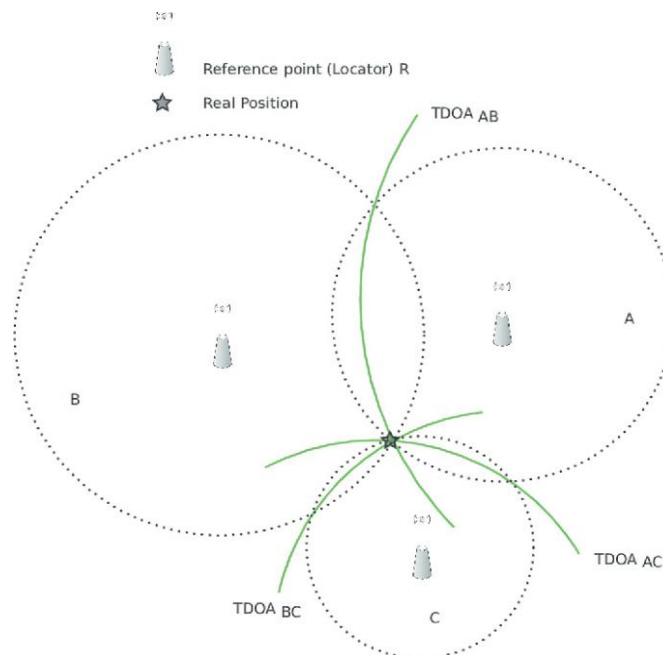 Reference point (Locator) R
Real Position
TDOA AB
A
B
TDOA AC
TDOA BC
C